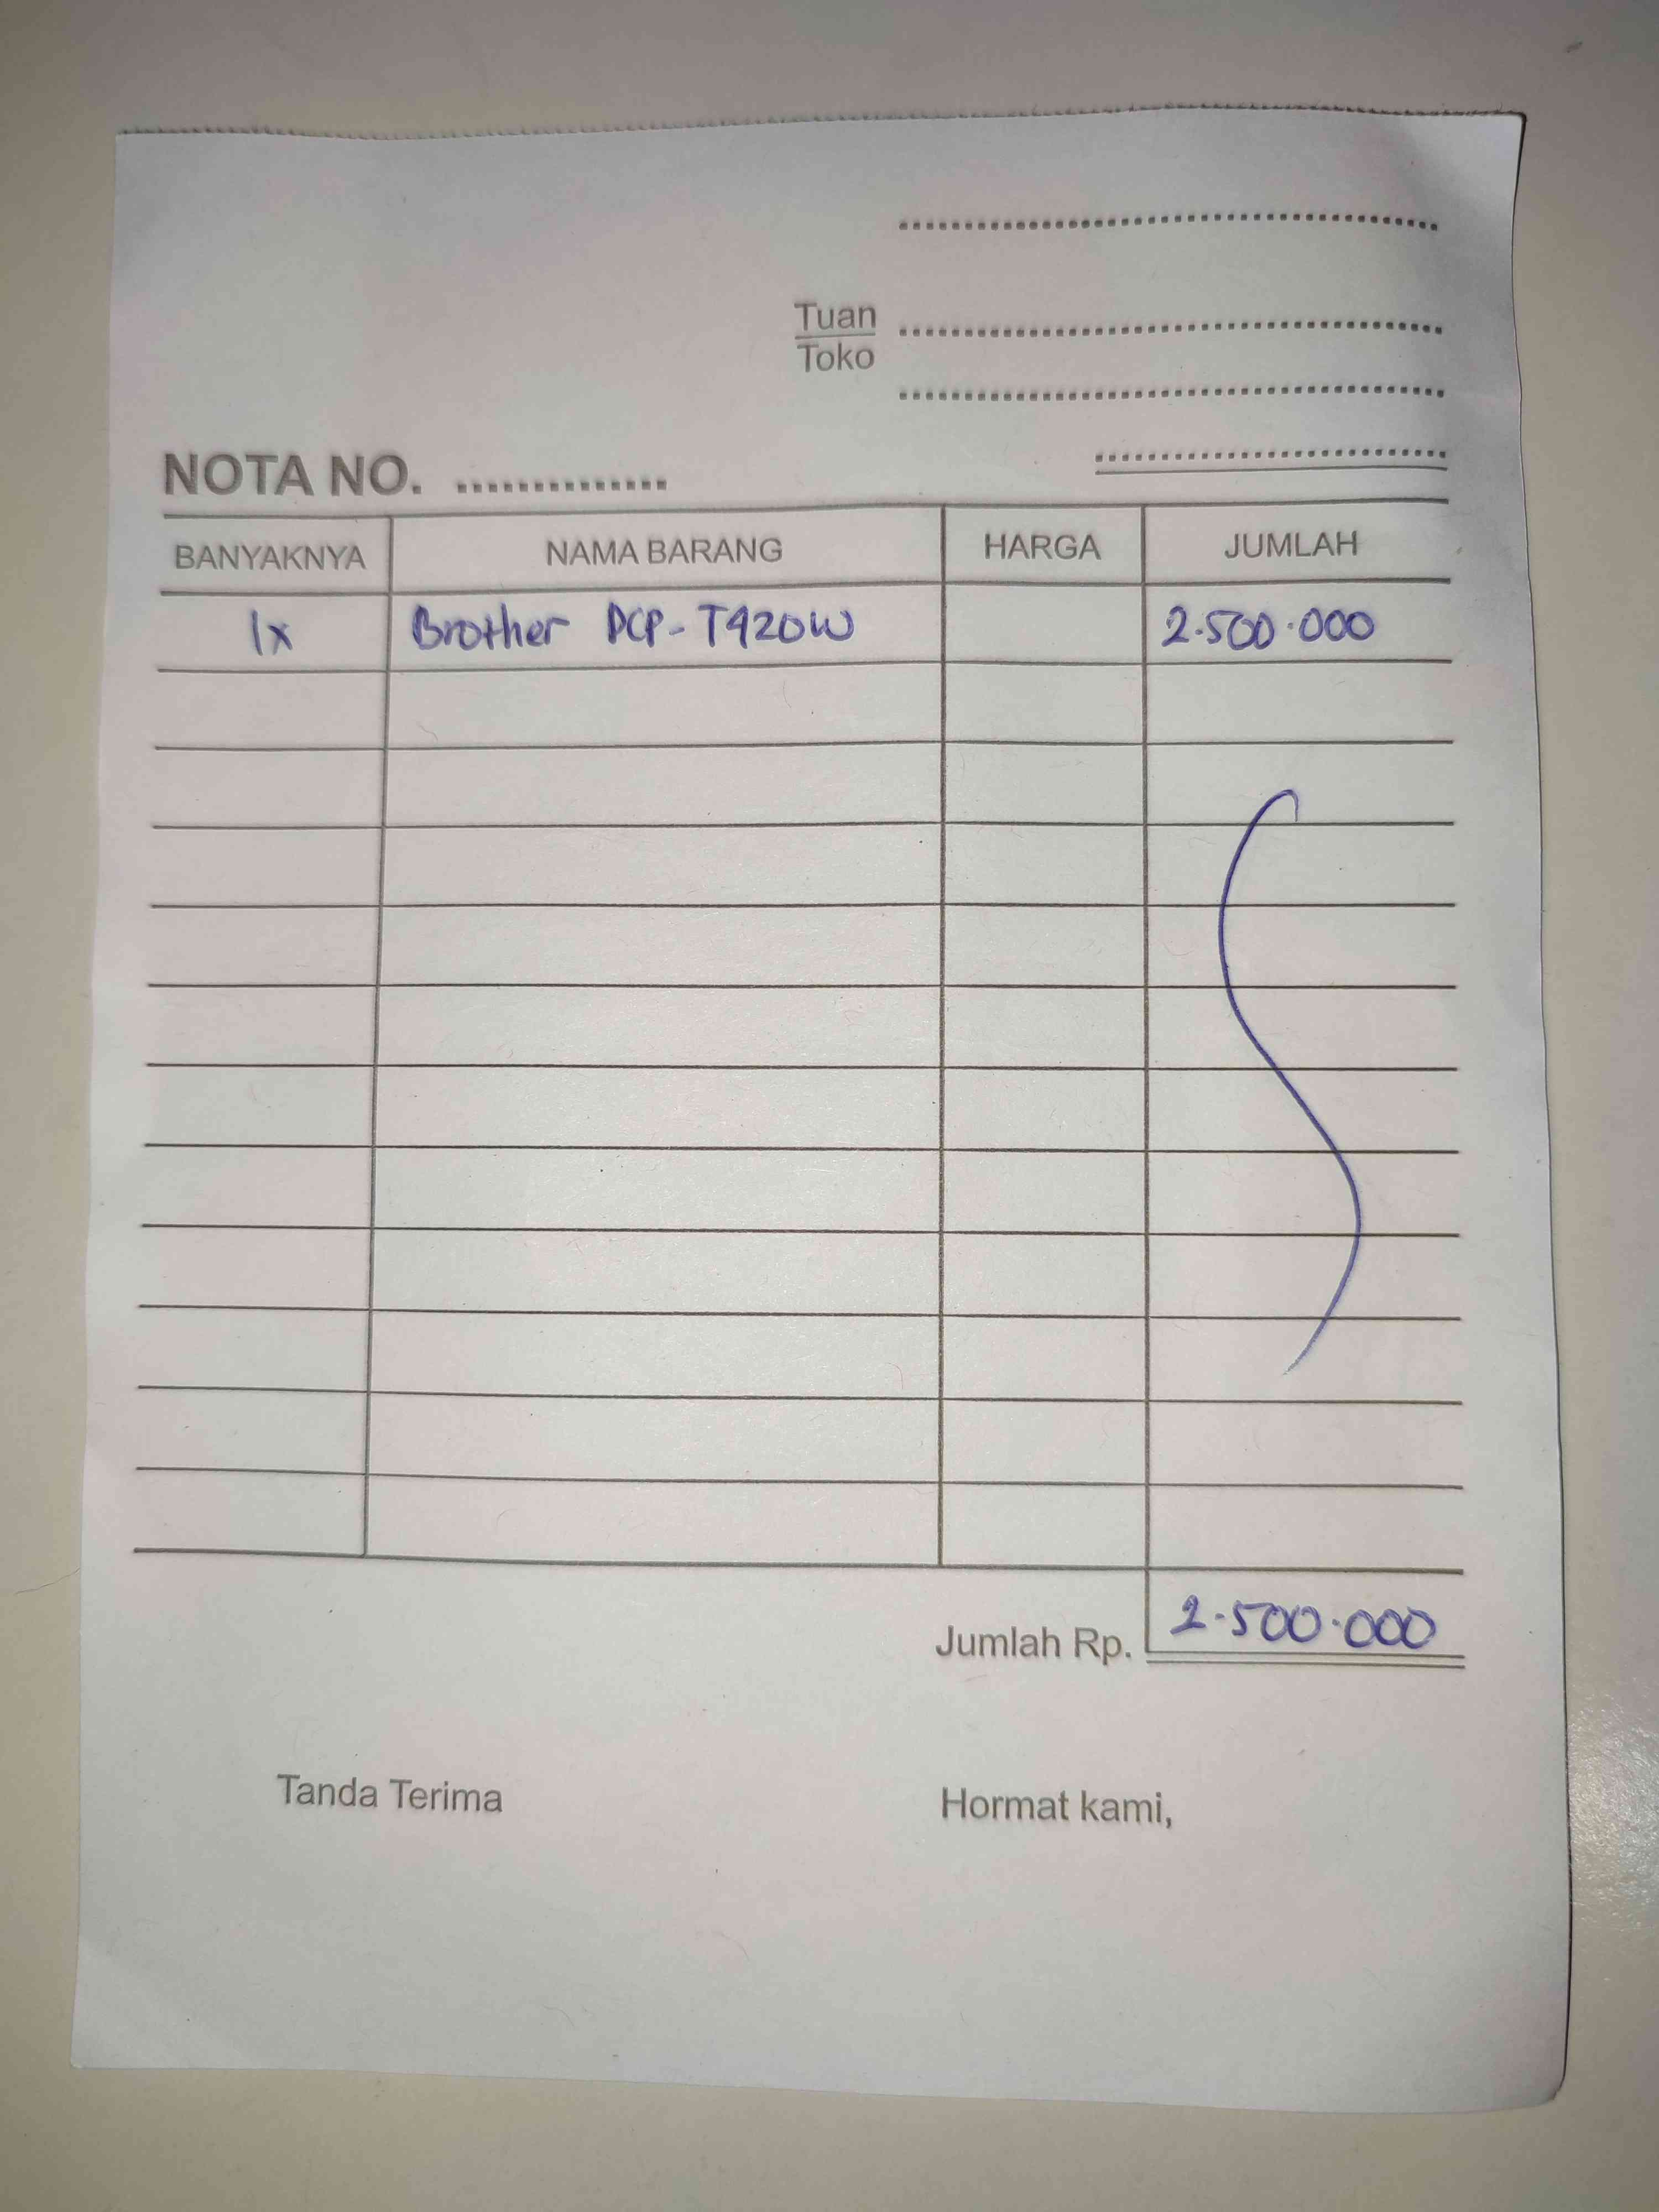 Tuan
Toko
NOTA NO. ..............
BANYAKNYA NAMA BARANG HARGA JUMLAH
1x Brother DCP-T420W 2.500.000
Jumlah Rp. 2.500.000
Tanda Terima Hormat kami,